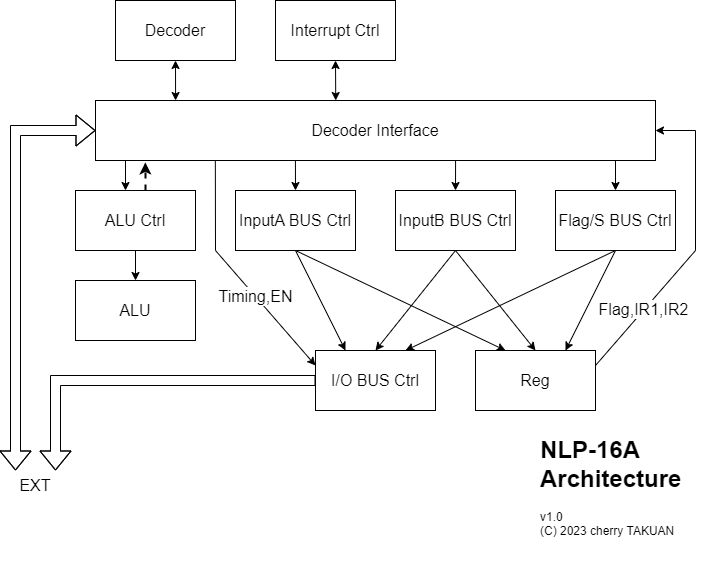 Decoder
Interrupt Ctrl
Decoder Interface
ALU Ctrl
InputA BUS Ctrl
InputB BUS Ctrl
Flag/S BUS Ctrl
ALU
Timing,EN
Flag,IR1,IR2
I/O BUS Ctrl
Reg
EXT
NLP-16A
Architecture
v1.0
(C) 2023 cherry TAKUAN